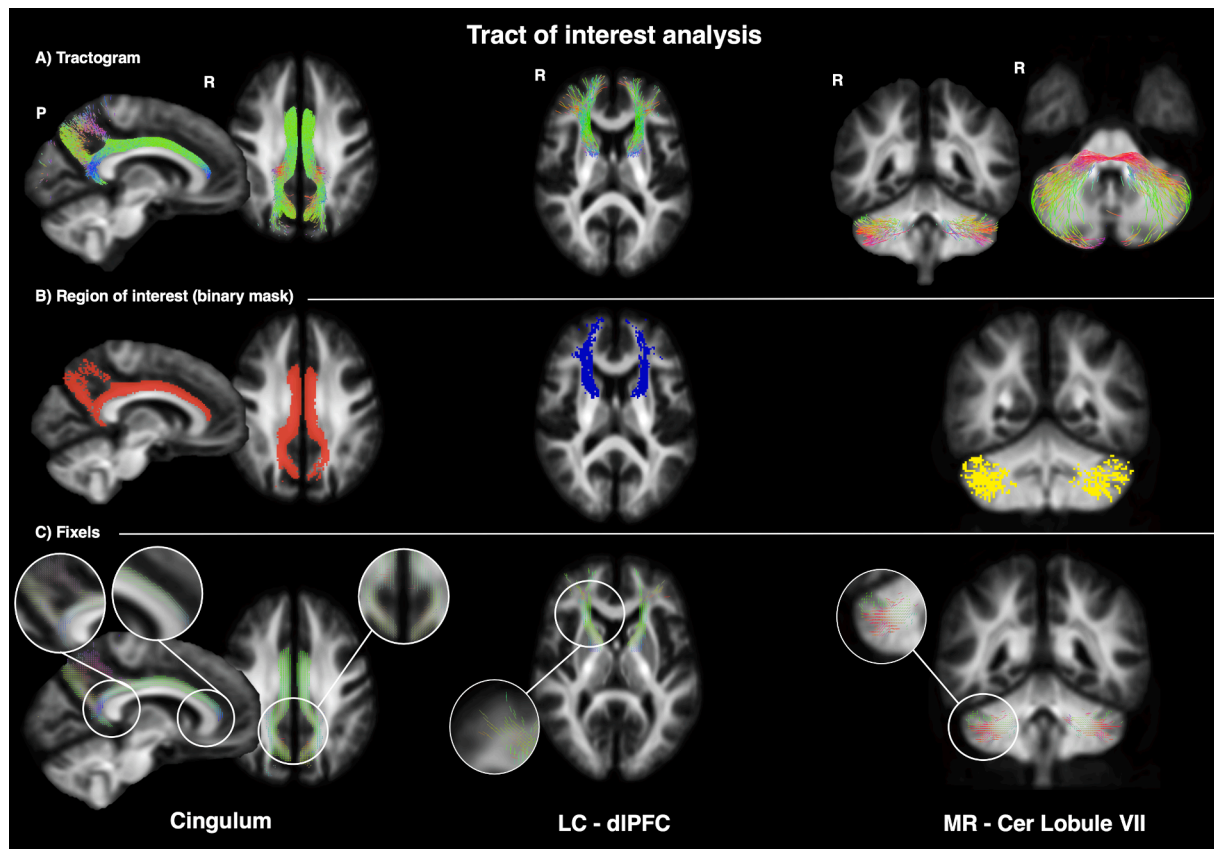 Tract of interest analysis
A) Tractogram
R
R
R
R
P
B) Region of interest (binary mask)
C) Fixels
Cingulum
LC - dlPFC
MR - Cer Lobule VII